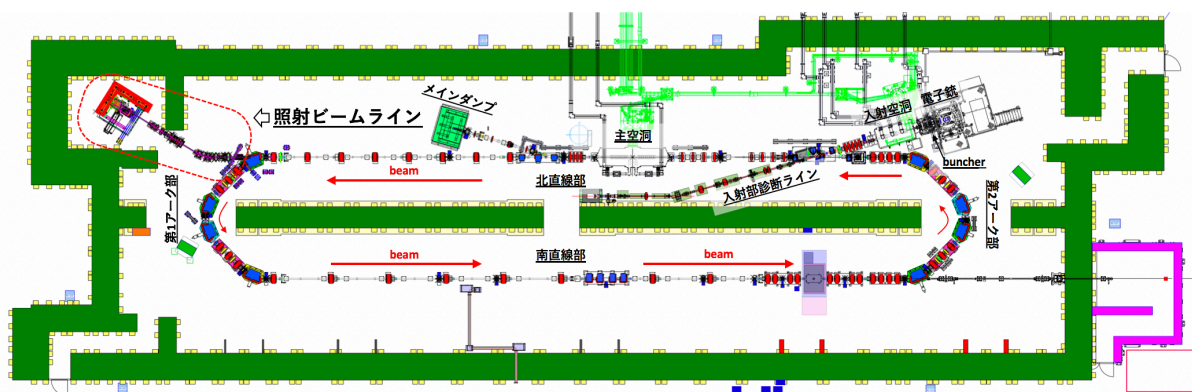 メインダンプ
照射ビームライン
主空洞
入射空洞
電子銃
buncher
beam
北直線部
入射部診断ライン
第1アーク部
第2アーク部
beam
南直線部
beam